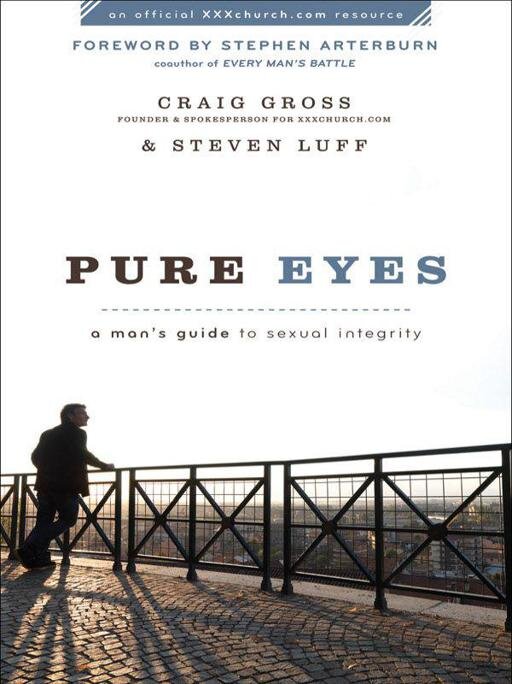 an official XXXchurch.com resource
FOREWORD BY STEPHEN ARTERBURN
coauthor of EVERY MAN'S BATTLE
CRAIG GROSS
FOUNDER & SPOKESPERSON FOR XXXCHURCH.COM
& STEVEN LUFF
PURE EYES
a man's guide to sexual integrity